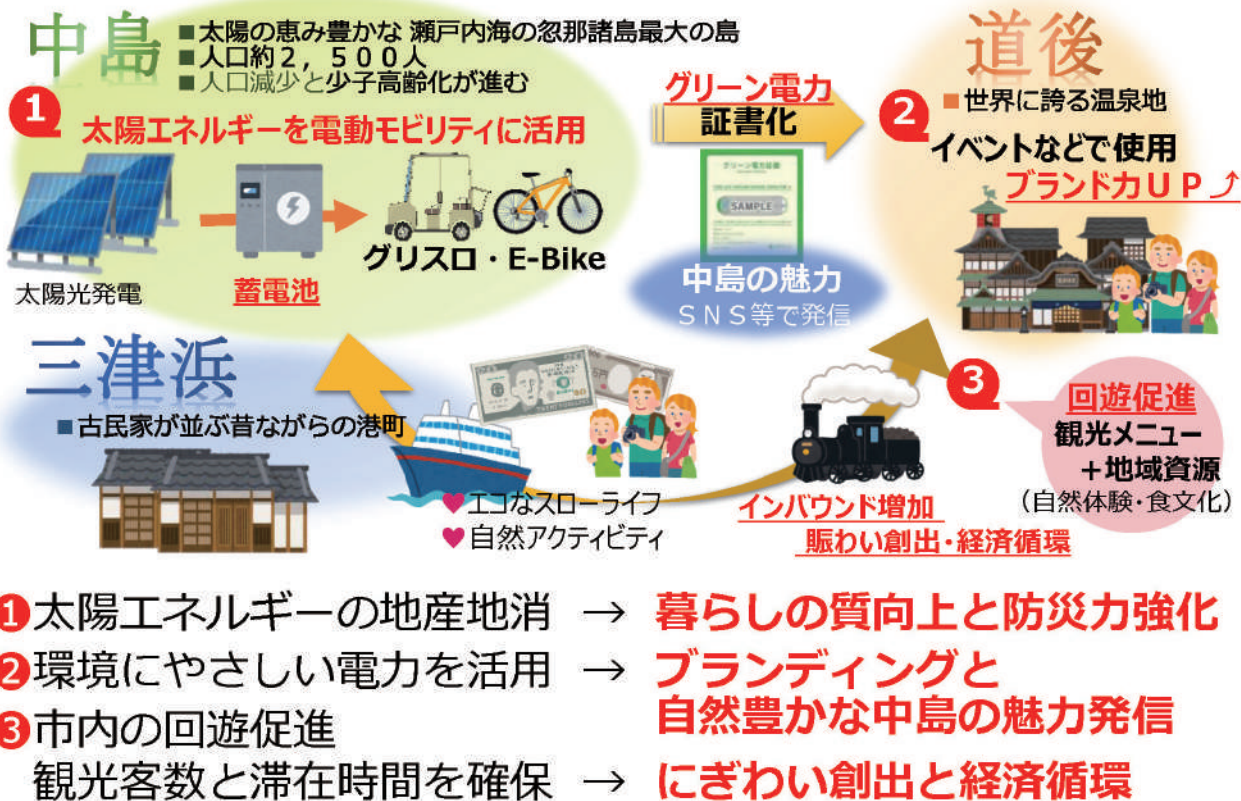 中島
■太陽の恵み豊かな 瀬戸内海の忽那諸島最大の島
■人口約２，５００人
■人口減少と少子高齢化が進む
1
太陽エネルギーを電動モビリティに活用
太陽光発電
蓄電池
グリスロ・E-Bike
グリーン電力
証書化
グリーン電力証書
SAMPLE
中島の魅力
ＳＮＳ等で発信
道後
2
■世界に誇る温泉地
イベントなどで使用
ブランド力ＵＰ
三津浜
■古民家が並ぶ昔ながらの港町
♥エコなスローライフ
♥自然アクティビティ
インバウンド増加
賑わい創出・経済循環
3
回遊促進
観光メニュー
＋地域資源
（自然体験・食文化）
1太陽エネルギーの地産地消 → 暮らしの質向上と防災力強化
2環境にやさしい電力を活用 → ブランディングと
自然豊かな中島の魅力発信
3市内の回遊促進
観光客数と滞在時間を確保 → にぎわい創出と経済循環